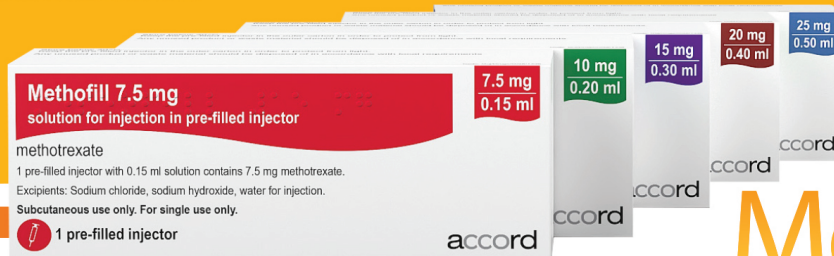 Methofill 7.5 mg
solution for injection in pre-filled injector
methotrexate
1 pre-filled injector with 0.15 ml solution contains 7.5 mg methotrexate.
Excipients: Sodium chloride, sodium hydroxide, water for injection.
Subcutaneous use only. For single use only.
1 pre-filled injector
accord
7.5 mg
0.15 ml
10 mg
0.20 ml
ccord
15 mg
0.30 ml
ccord
20 mg
0.40 ml
ccord
25 mg
0.50 ml
ccord